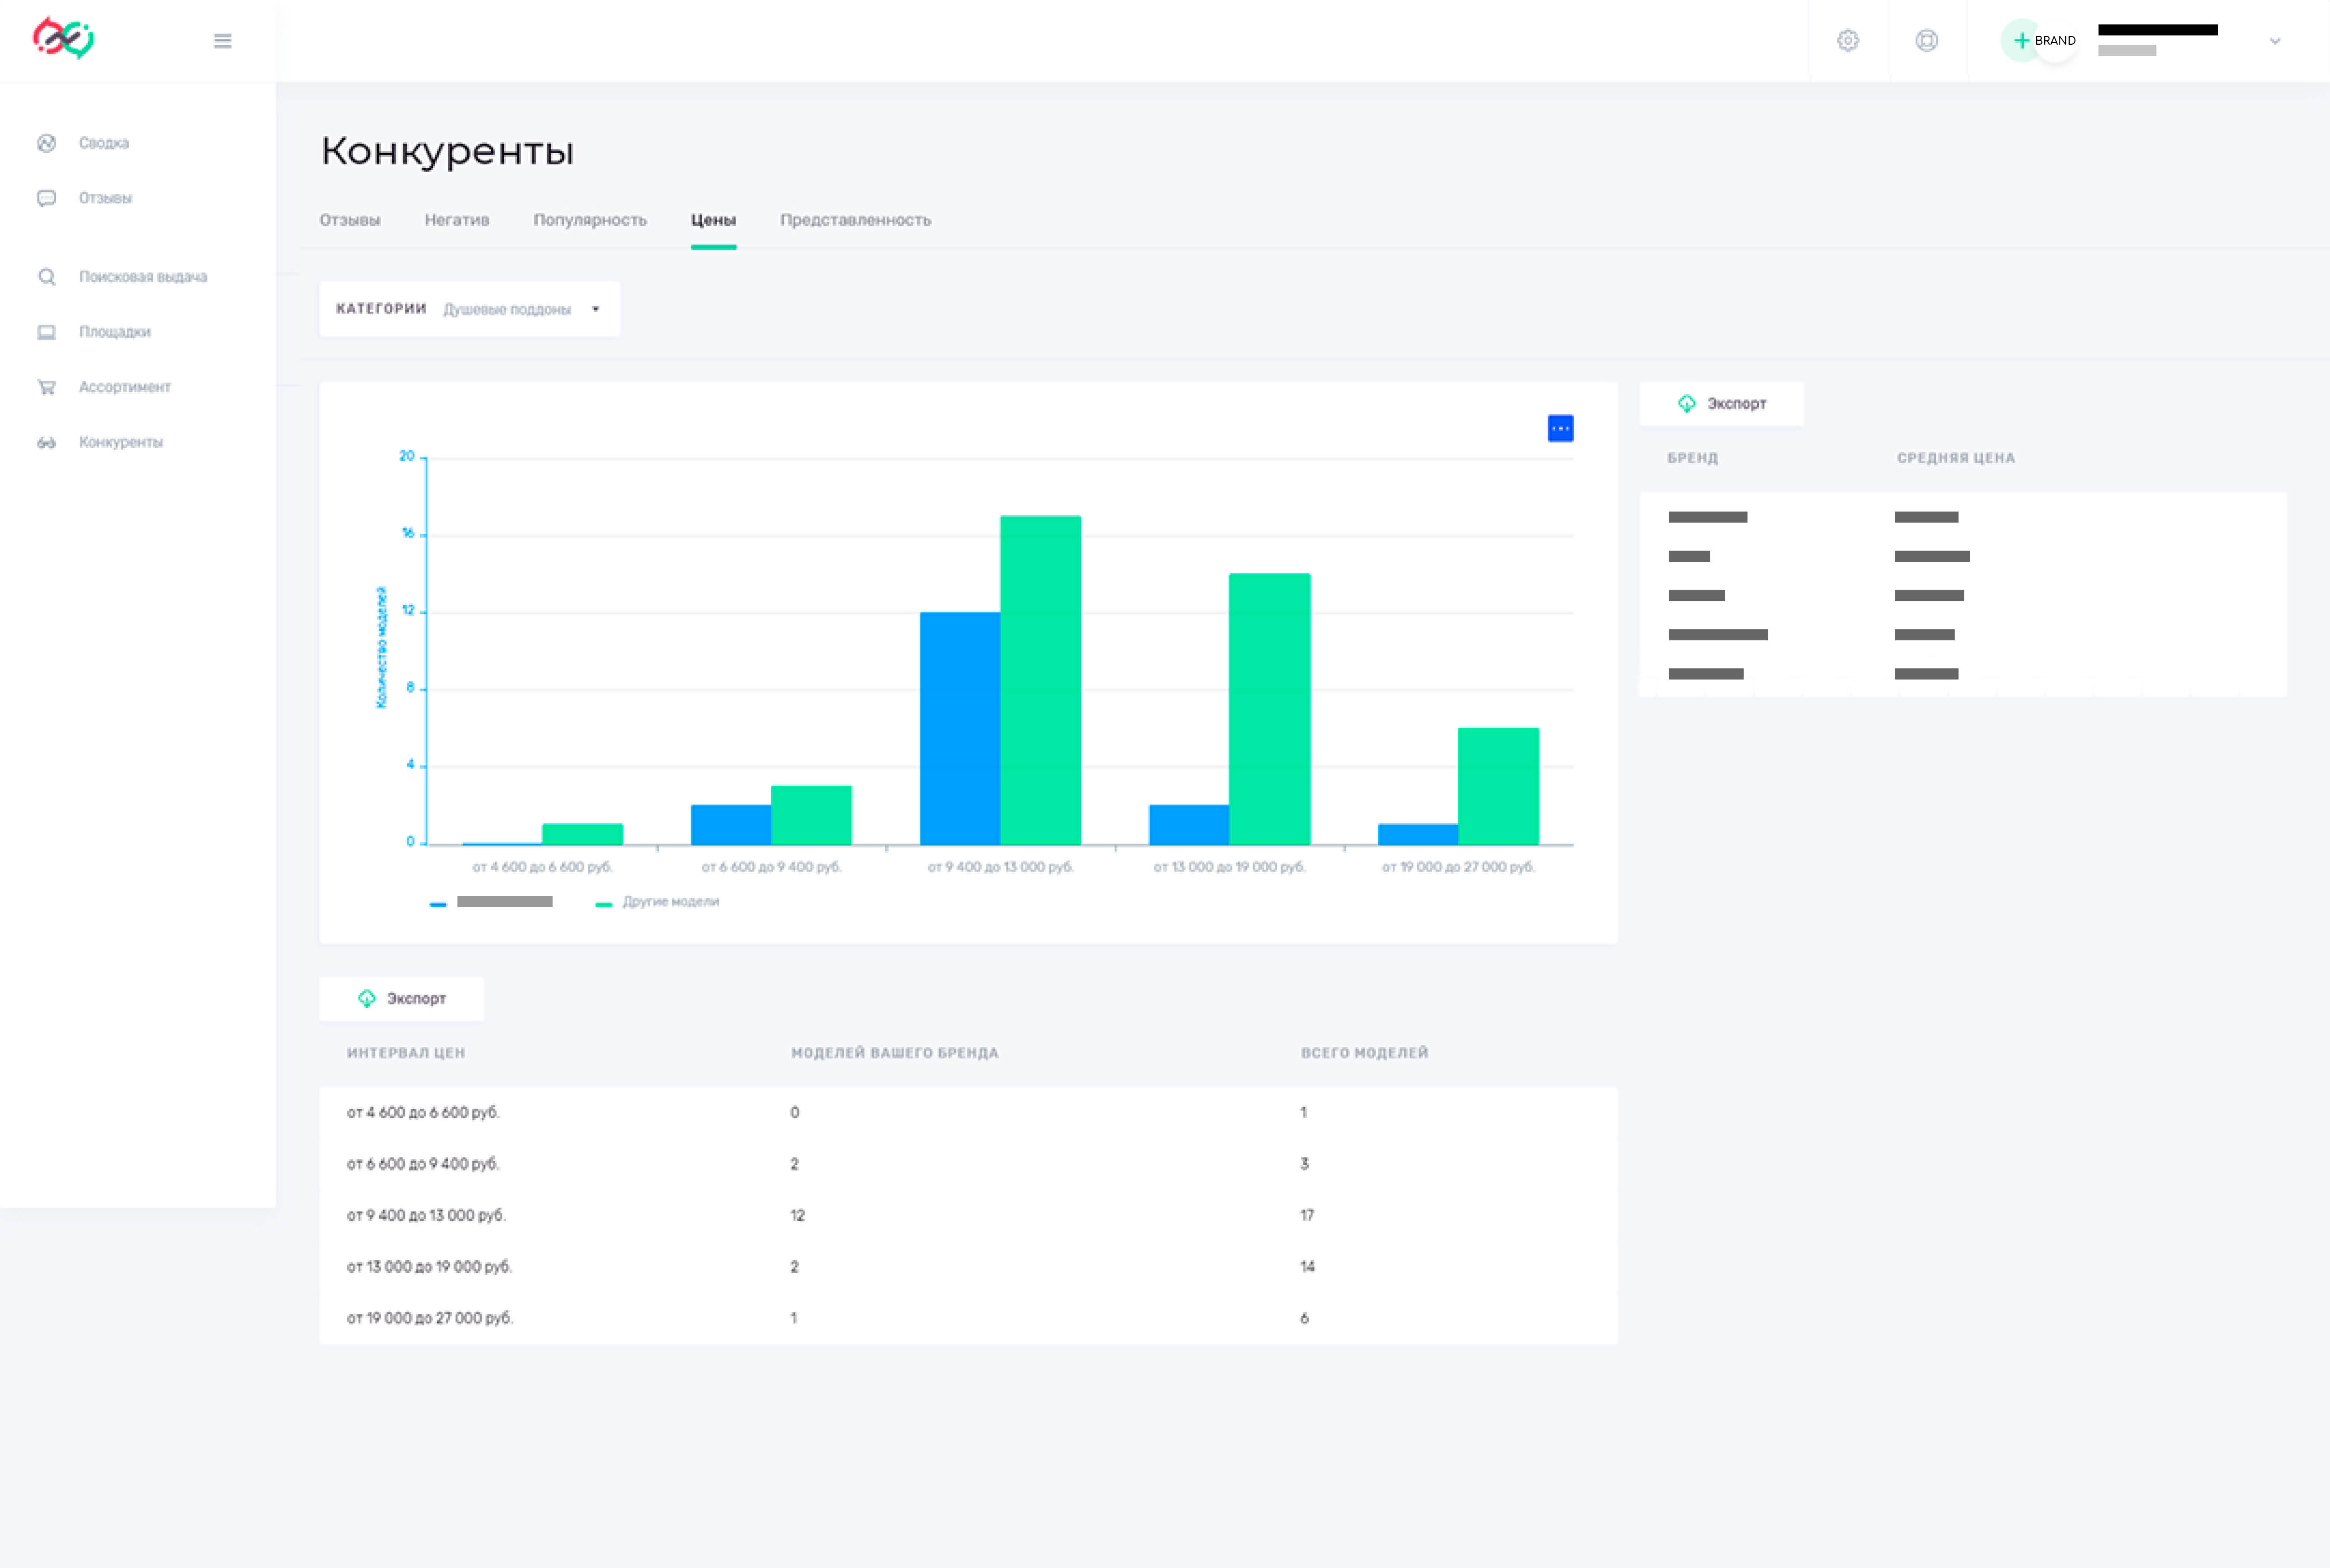 BRAND
Сводка
Отзывы
Поисковая выдача
Площадки
Ассортимент
Конкуренты
Конкуренты
Отзывы Негатив Популярность Цены Представленность
КАТЕГОРИИ Душевые поддоны
20
16
12
8
4
0
Количество моделей
от 4 600 до 6 600 руб. от 6 600 до 9 400 руб. от 9 400 до 13 000 руб. от 13 000 до 19 000 руб. от 19 000 до 27 000 руб.
Другие модели
Экспорт
БРЕНД СРЕДНЯЯ ЦЕНА
Экспорт
ИНТЕРВАЛ ЦЕН МОДЕЛЕЙ ВАШЕГО БРЕНДА ВСЕГО МОДЕЛЕЙ
от 4 600 до 6 600 руб. 0 1
от 6 600 до 9 400 руб. 2 3
от 9 400 до 13 000 руб. 12 17
от 13 000 до 19 000 руб. 2 14
от 19 000 до 27 000 руб. 1 6